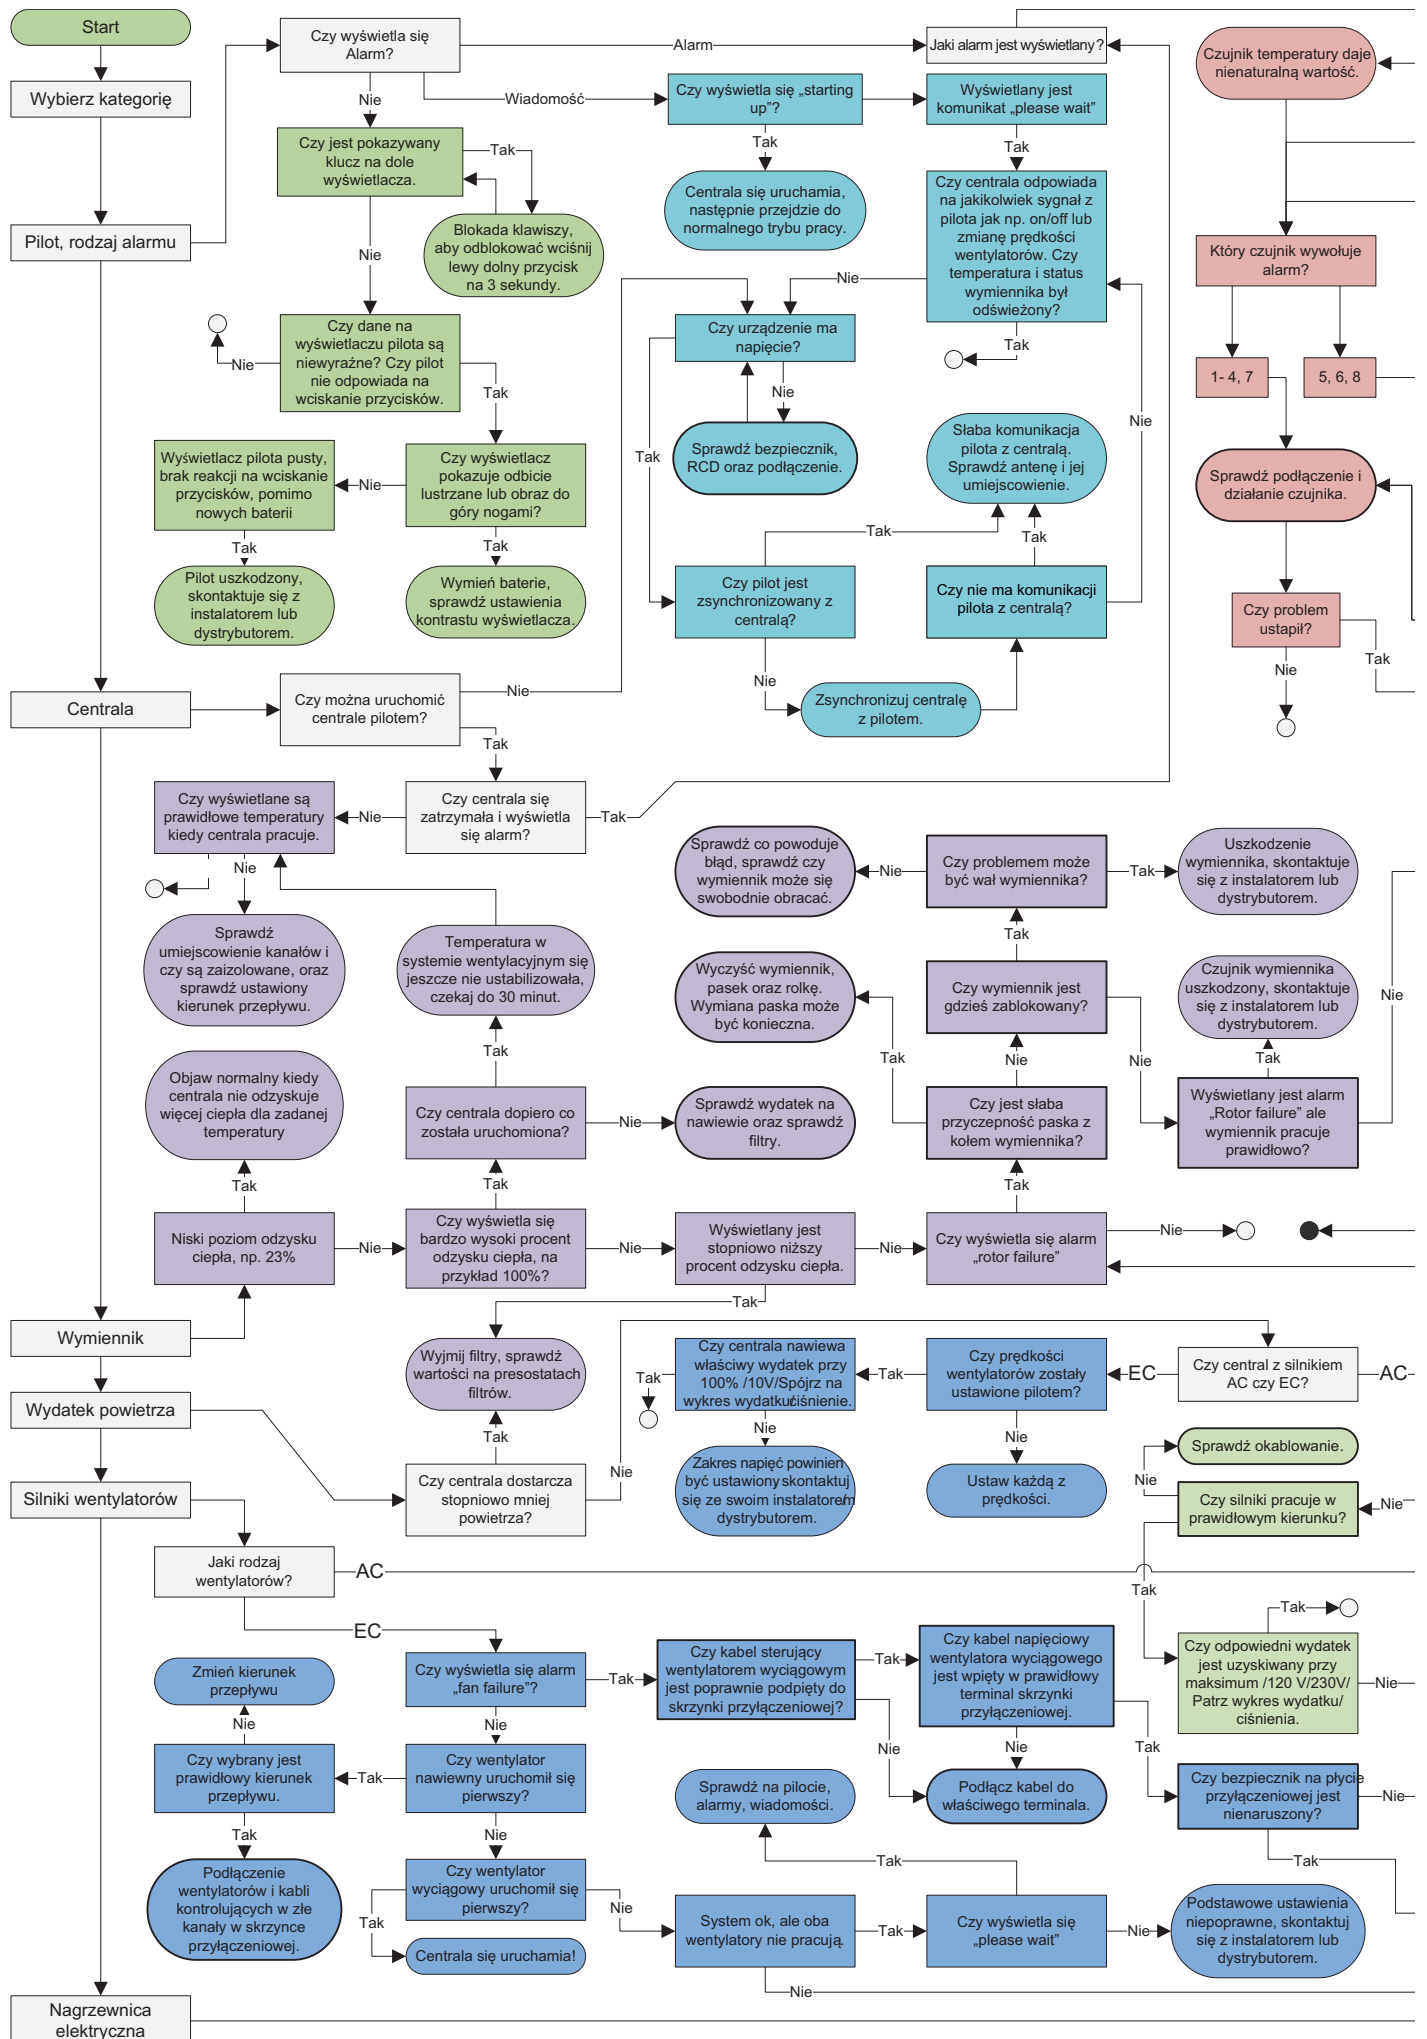 Start
Wybierz kategorię
Pilot, rodzaj alarmu
Czy wyświetla się
Alarm?
Alarm
Jaki alarm jest wyświetlany?
Wiadomość
Nie
Czy wyświetla się „starting
up”?
Wyświetlany jest
komunikat „please wait”
Tak
Tak
Czy jest pokazywany
klucz na dole
wyświetlacza.
Tak
Nie
Blokada klawiszy,
aby odblokować wciśnij
lewy dolny przycisk
na 3 sekundy.
Centrala się uruchamia,
następnie przejdzie do
normalnego trybu pracy.
Czy centrala odpowiada
na jakikolwiek sygnał z
pilota jak np. on/off lub
zmianę prędkości
wentylatorów. Czy
temperatura i status
wymiennika był
odświeżony?
Nie
Tak
Czujnik temperatury daje
nienaturalną wartość.
Który czujnik wywołuje
alarm?
1- 4, 7
5, 6, 8
Sprawdź podłączenie i
działanie czujnika.
Czy problem
ustapił?
Nie
Tak
Czy dane na
wyświetlaczu pilota są
niewyraźne? Czy pilot
nie odpowiada na
wciskanie przycisków.
Nie
Tak
Czy urządzenie ma
napięcie?
Nie
Tak
Sprawdź bezpiecznik,
RCD oraz podłączenie.
Słaba komunikacja
pilota z centralą.
Sprawdź antenę i jej
umiejscowienie.
Nie
Wyświetlacz pilota pusty,
brak reakcji na wciskanie
przycisków, pomimo
nowych baterii
Nie
Czy wyświetlacz
pokazuje odbicie
lustrzane lub obraz do
góry nogami?
Tak
Tak
Pilot uszkodzony,
skontaktuje się z
instalatorem lub
dystrybutorem.
Wymień baterie,
sprawdź ustawienia
kontrastu wyświetlacza.
Tak
Tak
Czy pilot jest
zsynchronizowany z
centralą?
Czy nie ma komunikacji
pilota z centralą?
Nie
Zsynchronizuj centralę
z pilotem.
Centrala
Czy można uruchomić
centrale pilotem?
Nie
Tak
Czy wyświetlane są
prawidłowe temperatury
kiedy centrala pracuje.
Nie
Czy centrala się
zatrzymała i wyświetla
się alarm?
Tak
Nie
Sprawdź
umiejscowienie kanałów i
czy są zaizolowane, oraz
sprawdź ustawiony
kierunek przepływu.
Temperatura w
systemie wentylacyjnym się
jeszcze nie ustabilizowała,
czekaj do 30 minut.
Sprawdź co powoduje
błąd, sprawdź czy
wymiennik może się
swobodnie obracać.
Nie
Czy problemem może
być wał wymiennika?
Tak
Uszkodzenie
wymiennika, skontaktuje
się z instalatorem lub
dystrybutorem.
Tak
Wyczyść wymiennik,
pasek oraz rolkę.
Wymiana paska może
być konieczna.
Czy wymiennik jest
gdzieś zablokowany?
Czujnik wymiennika
uszkodzony, skontaktuje
się z instalatorem lub
dystrybutorem.
Nie
Tak
Tak
Nie
Nie
Tak
Objaw normalny kiedy
centrala nie odzyskuje
więcej ciepła dla zadanej
temperatury
Czy centrala dopiero co
została uruchomiona?
Nie
Sprawdź wydatek na
nawiewie oraz sprawdź
filtry.
Czy jest słaba
przyczepność paska z
kołem wymiennika?
Wyświetlany jest alarm
„Rotor failure” ale
wymiennik pracuje
prawidłowo?
Tak
Tak
Tak
Niski poziom odzysku
ciepła, np. 23%
Nie
Czy wyświetla się
bardzo wysoki procent
odzysku ciepła, na
przykład 100%?
Nie
Wyświetlany jest
stopniowo niższy
procent odzysku ciepła.
Nie
Czy wyświetla się alarm
„rotor failure”
Nie
Tak
Wymiennik
Wyjmij filtry, sprawdź
wartości na presostatach
filtrów.
Tak
Tak
Czy centrala nawiewa
właściwy wydatek przy
100% /10V/Spójrz na
wykres wydatku/ciśnienie.
Tak
Czy prędkości
wentylatorów zostały
ustawione pilotem?
EC
Czy central z silnikiem
AC czy EC?
AC
Wydatek powietrza
Nie
Nie
Sprawdź okablowanie.
Silniki wentylatorów
Czy centrala dostarcza
stopniowo mniej
powietrza?
Nie
Zakres napięć powinien
być ustawiony skontaktuj
się ze swoim instalatorem/
dystrybutorem.
Ustaw każdą z
prędkości.
Nie
Czy silniki pracuje w
prawidłowym kierunku?
Nie
Jaki rodzaj
wentylatorów?
AC
Tak
EC
Tak
Zmień kierunek
przepływu
Czy wyświetla się alarm
„fan failure”?
Tak
Czy kabel sterujący
wentylatorem wyciągowym
jest poprawnie podpięty do
skrzynki przyłączeniowej?
Tak
Czy kabel napięciowy
wentylatora wyciągowego
jest wpięty w prawidłowy
terminal skrzynki
przyłączeniowej.
Czy odpowiedni wydatek
jest uzyskiwany przy
maksimum /120 V/230V/
Patrz wykres wydatku/
ciśnienia.
Nie
Nie
Nie
Nie
Nie
Tak
Czy wybrany jest
prawidłowy kierunek
przepływu.
Tak
Czy wentylator
nawiewny uruchomił się
pierwszy?
Sprawdź na pilocie,
alarmy, wiadomości.
Podłącz kabel do
właściwego terminala.
Czy bezpiecznik na płycie
przyłączeniowej jest
nienaruszony?
Nie
Tak
Nie
Tak
Tak
Podłączenie
wentylatorów i kabli
kontrolujących w złe
kanały w skrzynce
przyłączeniowej.
Czy wentylator
wyciągowy uruchomił się
pierwszy?
Nie
Tak
Centrala się uruchamia!
System ok, ale oba
wentylatory nie pracują.
Tak
Czy wyświetla się
„please wait”
Nie
Podstawowe ustawienia
niepoprawne, skontaktuj
się z instalatorem lub
dystrybutorem.
Nie
Nagrzewnica
elektryczna